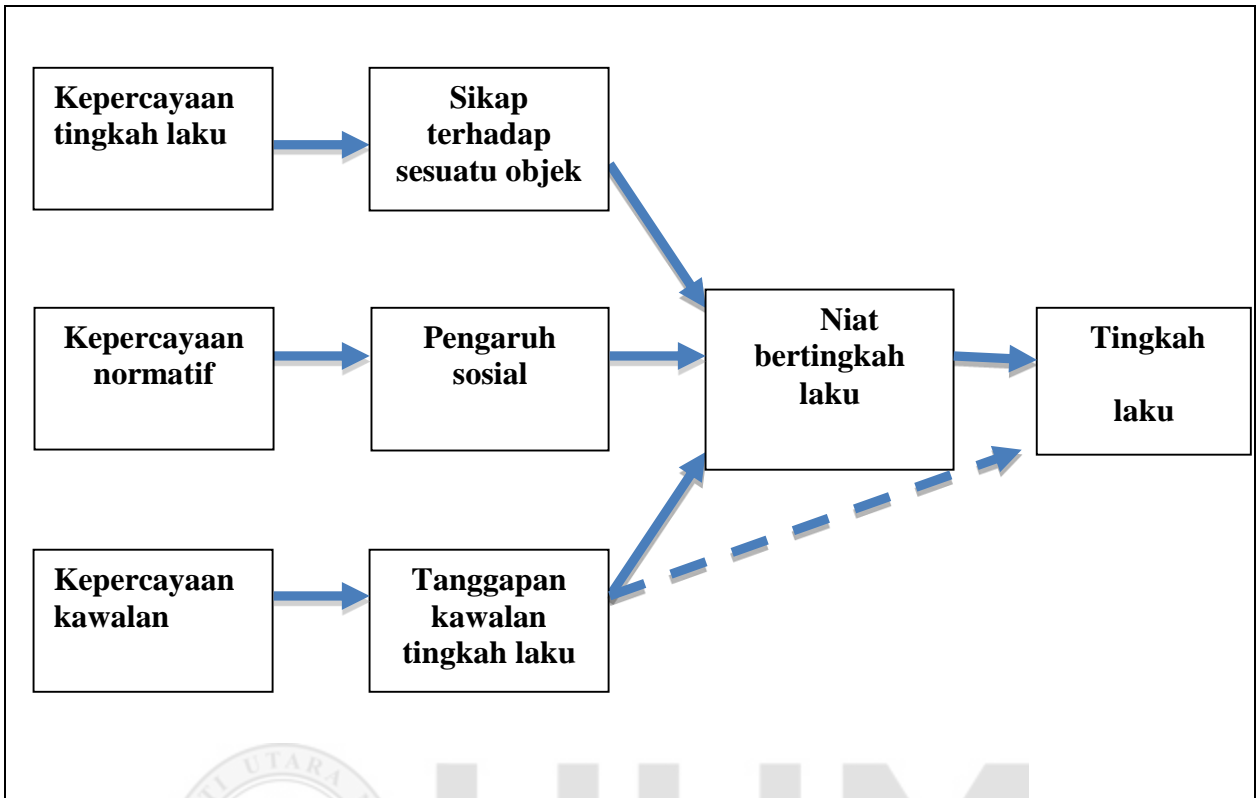 Kepercayaan
tingkah laku
Sikap
terhadap
sesuatu objek
Kepercayaan
normatif
Pengaruh
sosial
Niat
bertingkah
laku
Tingkah
laku
Kepercayaan
kawalan
Tanggapan
kawalan
tingkah laku
UTARA